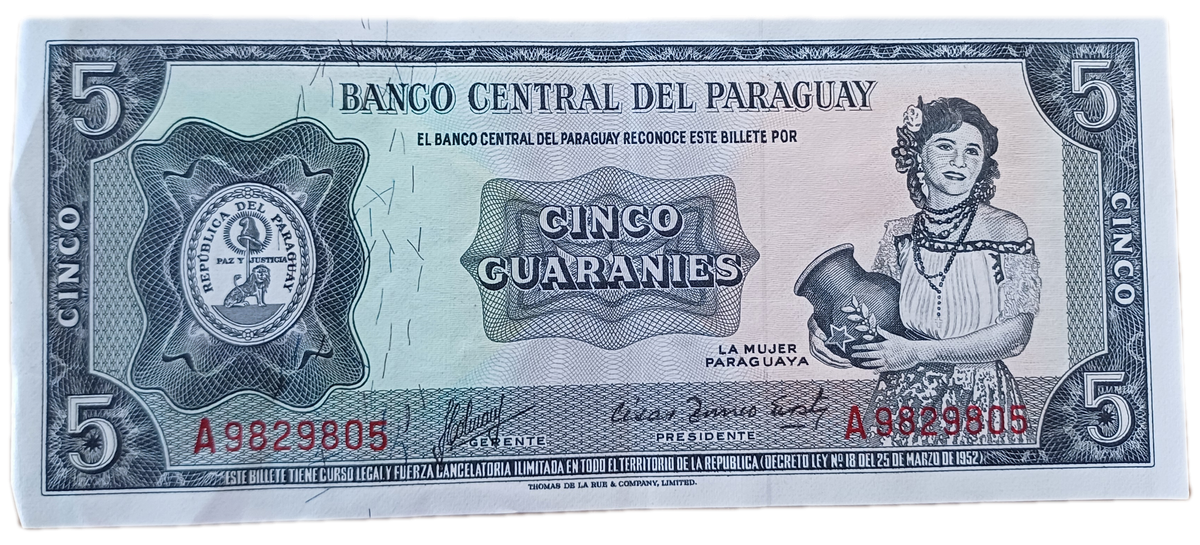 5
5
BANCO CENTRAL DEL PARAGUAY
EL BANCO CENTRAL DEL PARAGUAY RECONOCE ESTE BILLETE POR
CINCO
CINCO
REPÚBLICA DEL PARAGUAY
PAZ Y JUSTICIA
CINCO
GUARANIES
LA MUJER
PARAGUAYA
5
5
A9829805
A9829805
GERENTE
PRESIDENTE
ESTE BILLETE TIENE CURSO LEGAL Y FUERZA CANCELATORIA ILIMITADA EN TODO EL TERRITORIO DE LA REPUBLICA (DECRETO LEY Nº 18 DEL 25 DE MARZO DE 1952)
THOMAS DE LA RUE & COMPANY, LIMITED.